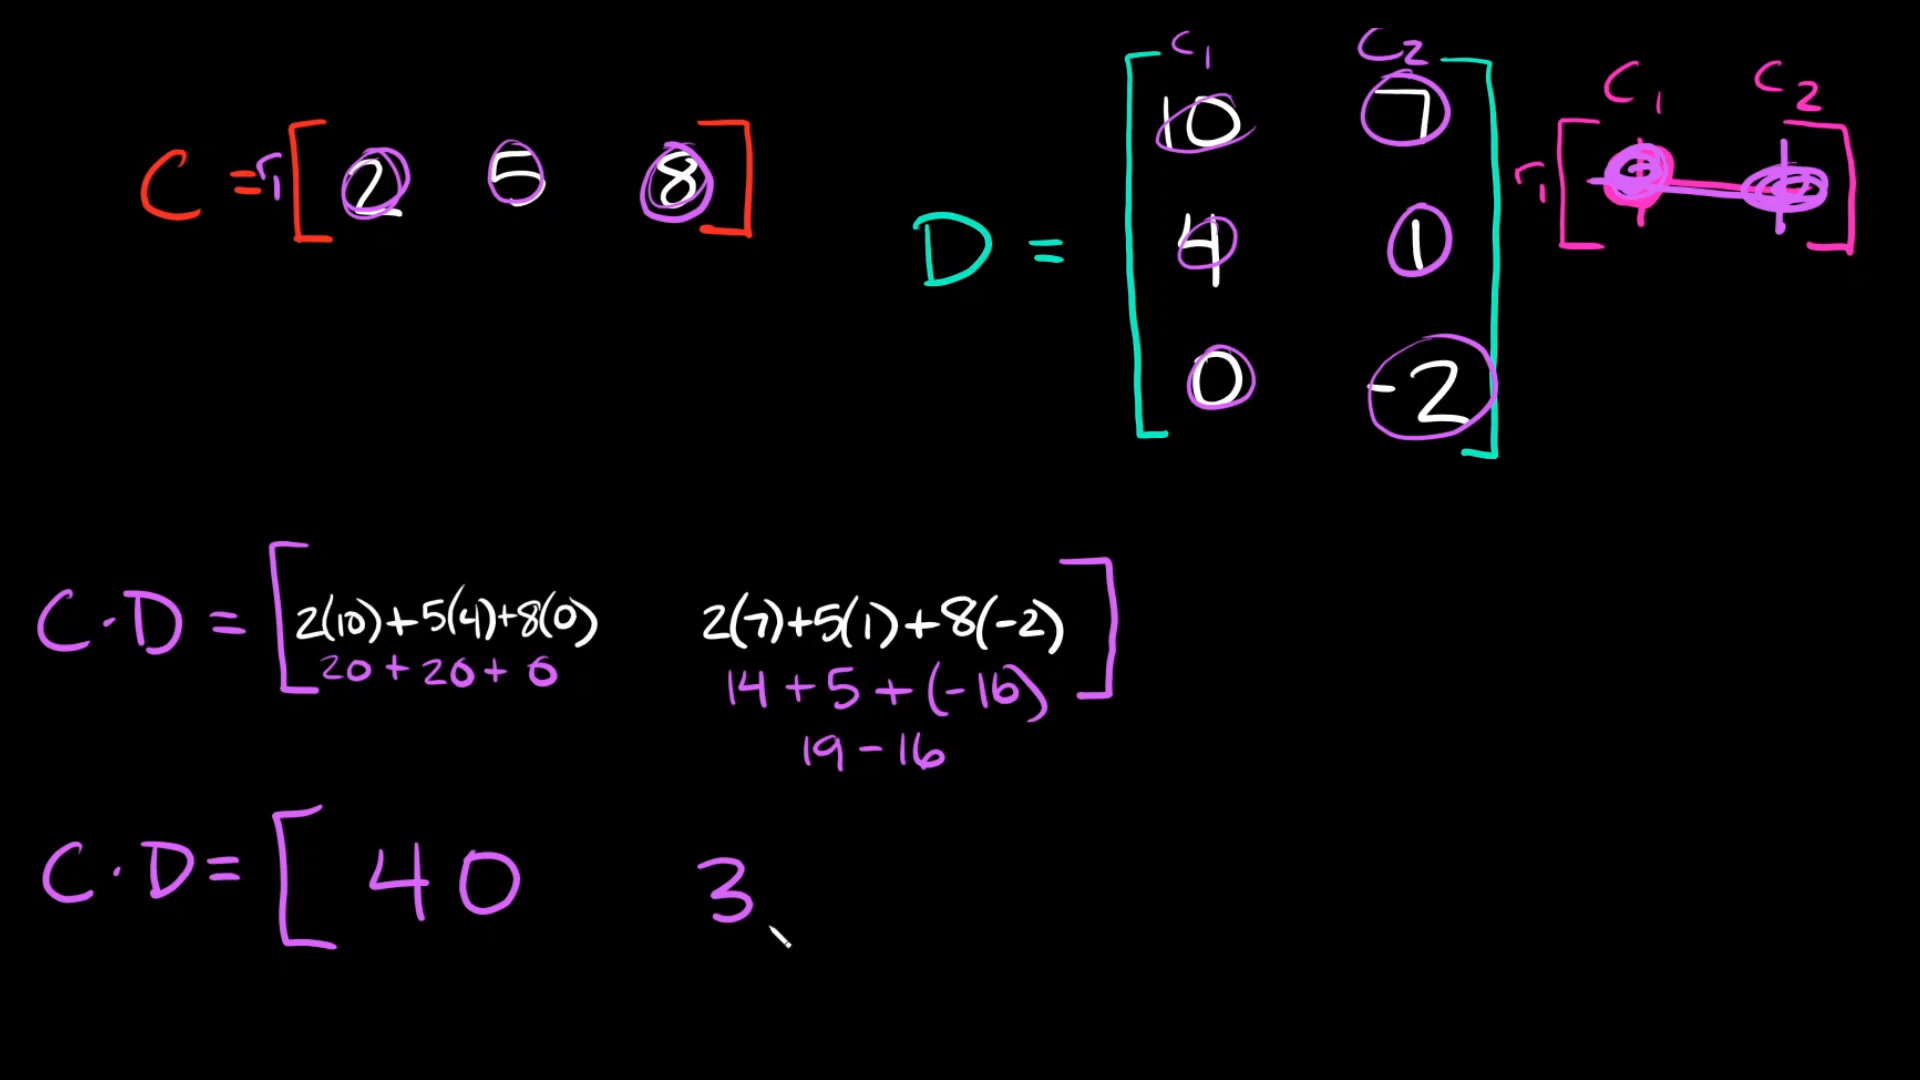 C = r₁ [ 2 5 8 ]
D = [
c₁ c₂
10 7
4 1
0 -2
]
C₁ C₂
r₁ [ ]
C·D = [ 2(10)+5(4)+8(0) 2(7)+5(1)+8(-2) ]
20 + 20 + 0 14 + 5 + (-16)
19 - 16
C·D = [ 40 3